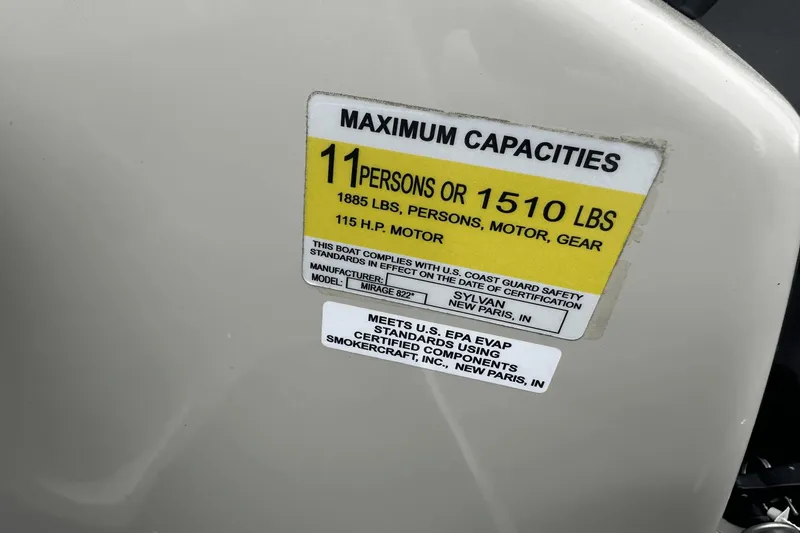 MAXIMUM CAPACITIES
11 PERSONS OR 1510 LBS
1885 LBS, PERSONS, MOTOR, GEAR
115 H.P. MOTOR
THIS BOAT COMPLIES WITH U.S. COAST GUARD SAFETY
STANDARDS IN EFFECT ON THE DATE OF CERTIFICATION
MANUFACTURER: SYLVAN
MODEL: MIRAGE 822* NEW PARIS, IN
MEETS U.S. EPA EVAP
STANDARDS USING
CERTIFIED COMPONENTS
SMOKERCRAFT, INC., NEW PARIS, IN